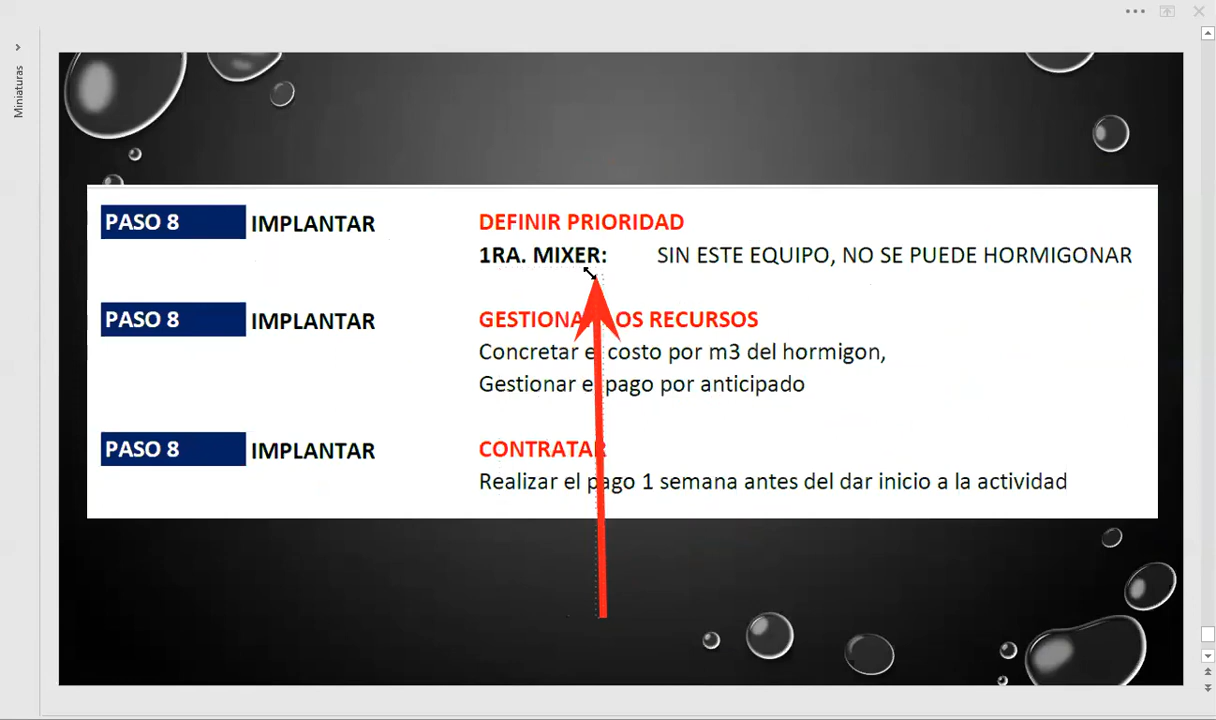 Miniaturas
PASO 8 IMPLANTAR DEFINIR PRIORIDAD
1RA. MIXER: SIN ESTE EQUIPO, NO SE PUEDE HORMIGONAR
PASO 8 IMPLANTAR GESTIONA OS RECURSOS
Concretar e costo por m3 del hormigon,
Gestionar e pago por anticipado
PASO 8 IMPLANTAR CONTRATAR
Realizar el pago 1 semana antes del dar inicio a la actividad